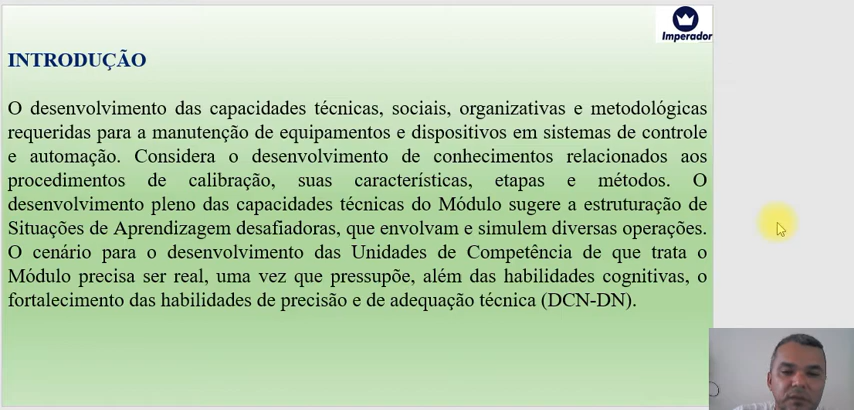 Imperador
INTRODUÇÃO
O desenvolvimento das capacidades técnicas, sociais, organizativas e metodológicas
requeridas para a manutenção de equipamentos e dispositivos em sistemas de controle
e automação. Considera o desenvolvimento de conhecimentos relacionados aos
procedimentos de calibração, suas características, etapas e métodos. O
desenvolvimento pleno das capacidades técnicas do Módulo sugere a estruturação de
Situações de Aprendizagem desafiadoras, que envolvam e simulem diversas operações.
O cenário para o desenvolvimento das Unidades de Competência de que trata o
Módulo precisa ser real, uma vez que pressupõe, além das habilidades cognitivas, o
fortalecimento das habilidades de precisão e de adequação técnica (DCN-DN).